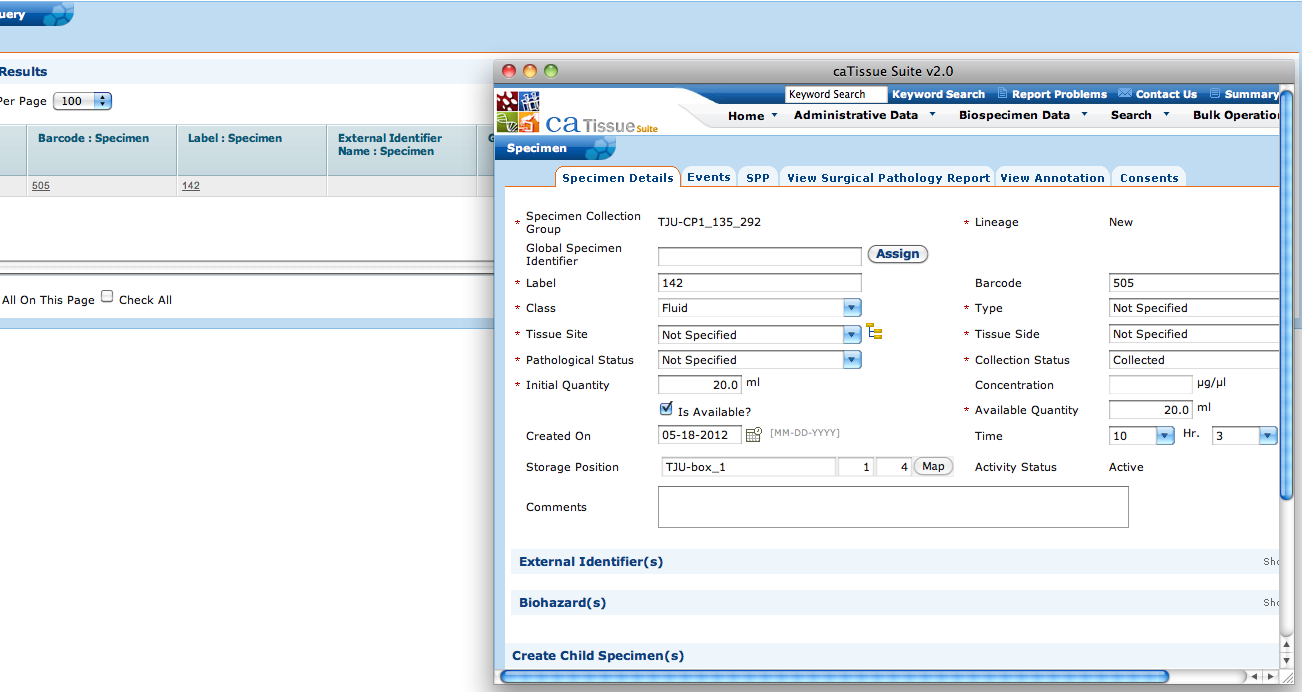 uery
Results
Per Page 100
Barcode : Specimen Label : Specimen External Identifier Name : Specimen G
505 142
All On This Page Check All
caTissue Suite v2.0
Keyword Search Keyword Search Report Problems Contact Us Summary
caTissue Suite
Home Administrative Data Biospecimen Data Search Bulk Operation
Specimen
Specimen Details Events SPP View Surgical Pathology Report View Annotation Consents
* Specimen Collection Group TJU-CP1_135_292 * Lineage New
Global Specimen Identifier Assign
* Label 142 Barcode 505
* Class Fluid * Type Not Specified
* Tissue Site Not Specified * Tissue Side Not Specified
* Pathological Status Not Specified * Collection Status Collected
* Initial Quantity 20.0 ml Concentration µg/µl
Is Available? * Available Quantity 20.0 ml
Created On 05-18-2012 [MM-DD-YYYY] Time 10 Hr. 3
Storage Position TJU-box_1 1 4 Map Activity Status Active
Comments
External Identifier(s) Sho
Biohazard(s) Sho
Create Child Specimen(s)